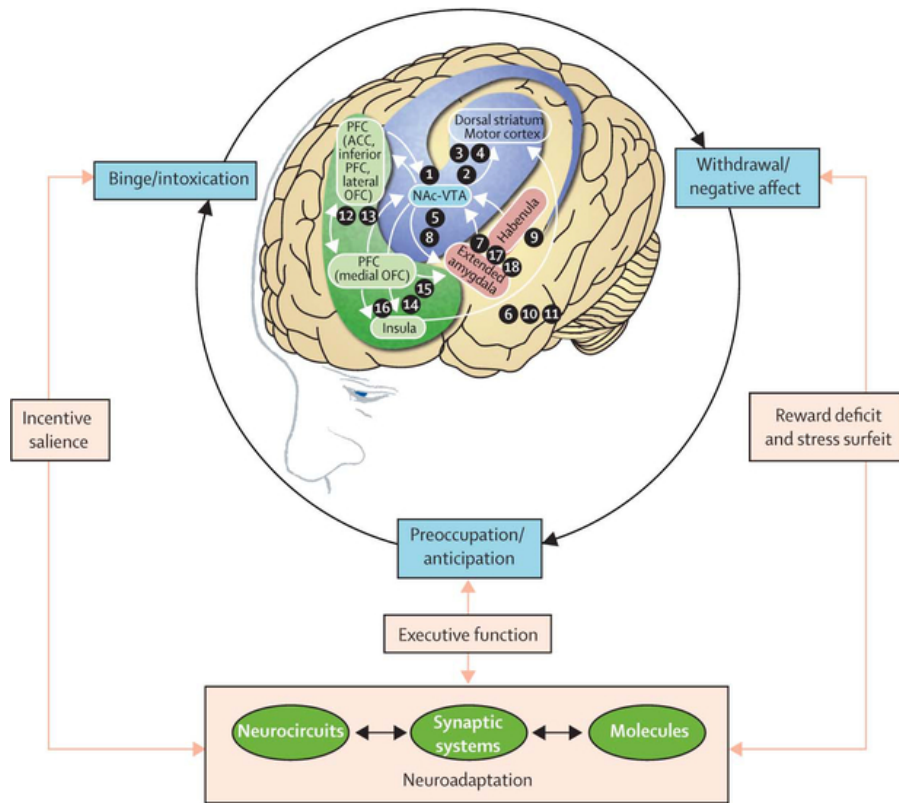 PFC
(ACC,
inferior
PFC,
lateral
OFC)
12 13
Dorsal striatum
Motor cortex
3 4
1 2
NAc-VTA
5
8
Habenula
7
17
18
9
Extended
amygdala
PFC
(medial OFC)
15
16 14
Insula
6 10 11
Binge/intoxication
Withdrawal/
negative affect
Incentive
salience
Reward deficit
and stress surfeit
Preoccupation/
anticipation
Executive function
Neurocircuits
Synaptic
systems
Molecules
Neuroadaptation